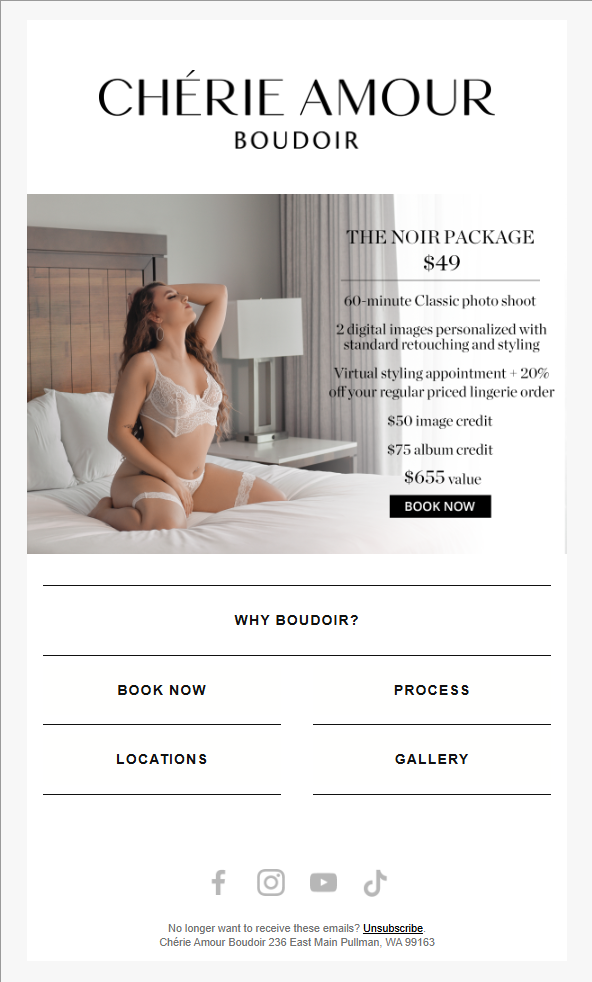 CHÉRIE AMOUR
BOUDOIR
THE NOIR PACKAGE
$49
60-minute Classic photo shoot
2 digital images personalized with
standard retouching and styling
Virtual styling appointment + 20%
off your regular priced lingerie order
$50 image credit
$75 album credit
$655 value
BOOK NOW
WHY BOUDOIR?
BOOK NOW
PROCESS
LOCATIONS
GALLERY
No longer want to receive these emails? Unsubscribe.
Chérie Amour Boudoir 236 East Main Pullman, WA 99163